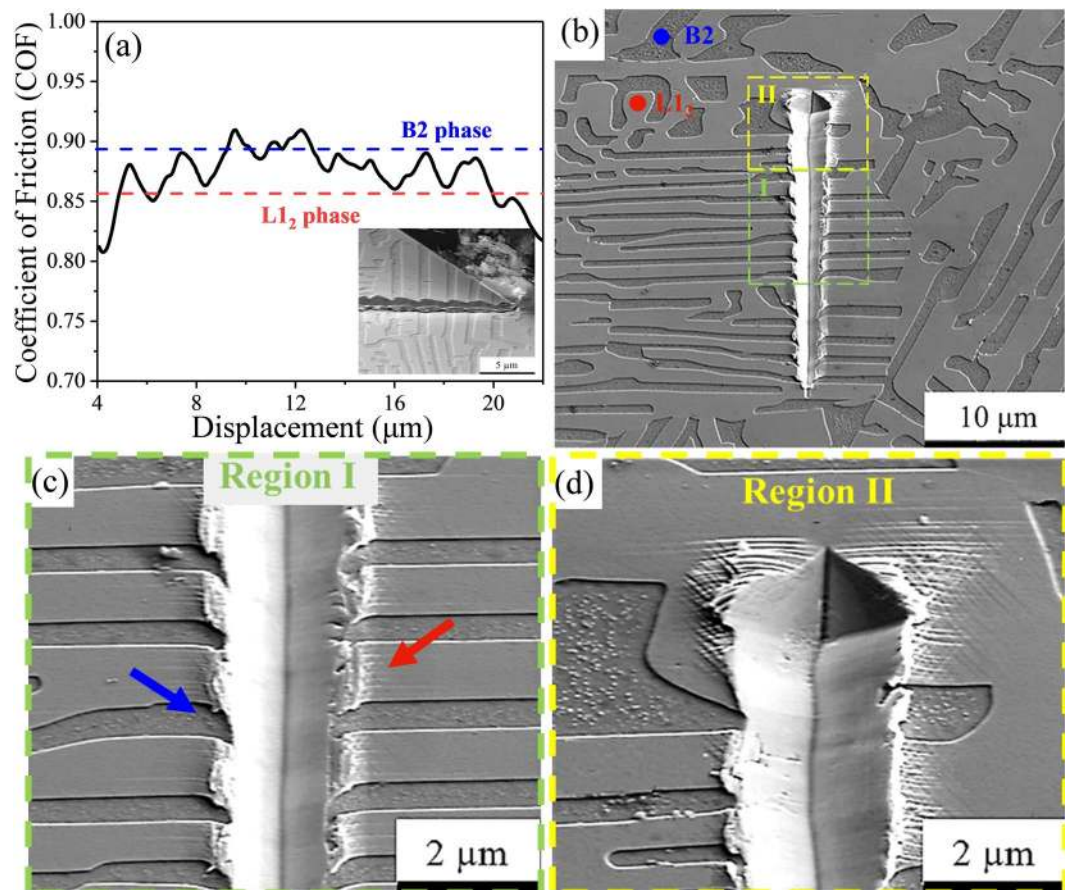 (a)
Coefficient of Friction (COF)
1.00
0.95
0.90
0.85
0.80
0.75
0.70
B2 phase
L1₂ phase
5 µm
4
8
12
16
20
Displacement (µm)
(b)
B2
L1₂
II
I
10 µm
(c)
Region I
2 µm
(d)
Region II
2 µm